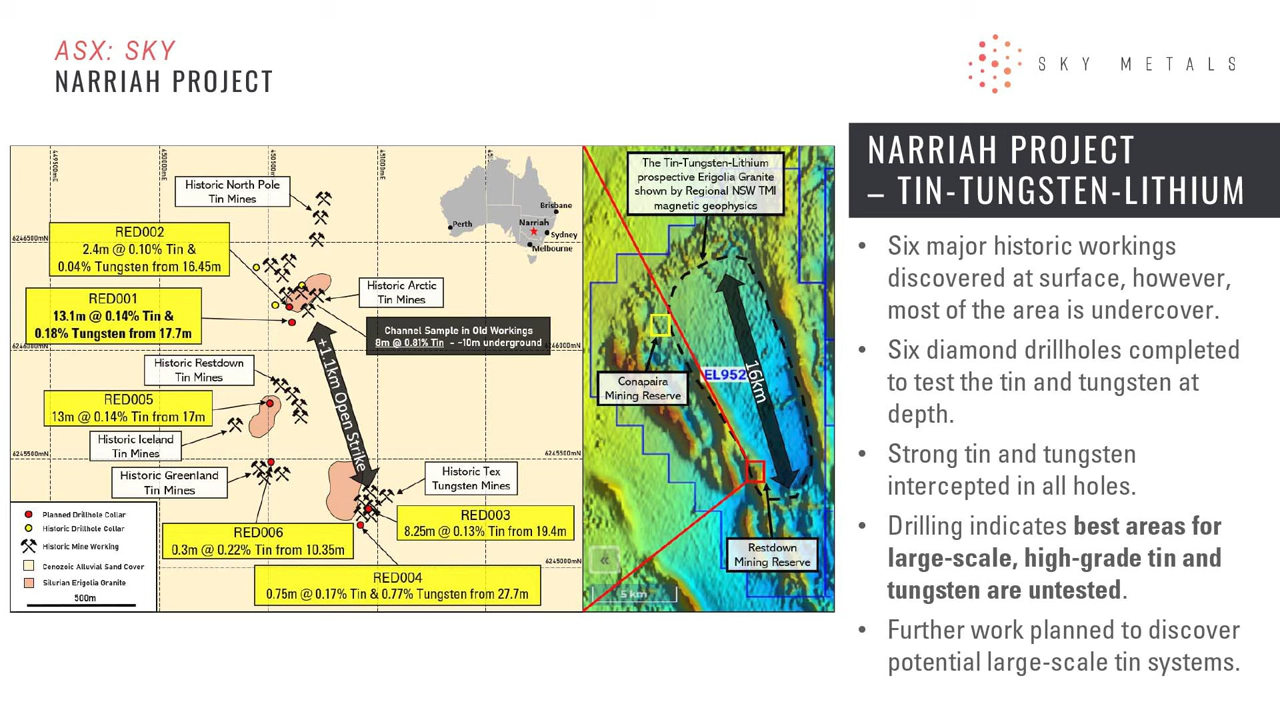 ASX: SKY
NARRIAH PROJECT
SKY METALS
Historic North Pole
Tin Mines
RED002
2.4m @ 0.10% Tin &
0.04% Tungsten from 16.45m
6246500mN
RED001
13.1m @ 0.14% Tin &
0.18% Tungsten from 17.7m
Historic Arctic
Tin Mines
Channel Sample in Old Workings
8m @ 0.81% Tin - ~10m underground
6246000mN
Historic Restdown
Tin Mines
+1.1km Open Strike
RED005
13m @ 0.14% Tin from 17m
Historic Iceland
Tin Mines
6245500mN
Historic Greenland
Tin Mines
Historic Tex
Tungsten Mines
RED003
8.25m @ 0.13% Tin from 19.4m
RED006
0.3m @ 0.22% Tin from 10.35m
6245000mN
RED004
0.75m @ 0.17% Tin & 0.77% Tungsten from 27.7m
Planned Drillhole Collar
Historic Drillhole Collar
Historic Mine Working
Cenozoic Alluvial Sand Cover
Silurian Erigolia Granite
500m
Brisbane
Perth
Narriah
Sydney
Melbourne
The Tin-Tungsten-Lithium
prospective Erigolia Granite
shown by Regional NSW TMI
magnetic geophysics
EL952
16km
Conapaira
Mining Reserve
Restdown
Mining Reserve
5 km
NARRIAH PROJECT
– TIN-TUNGSTEN-LITHIUM
• Six major historic workings
discovered at surface, however,
most of the area is undercover.
• Six diamond drillholes completed
to test the tin and tungsten at
depth.
• Strong tin and tungsten
intercepted in all holes.
• Drilling indicates best areas for
large-scale, high-grade tin and
tungsten are untested.
• Further work planned to discover
potential large-scale tin systems.